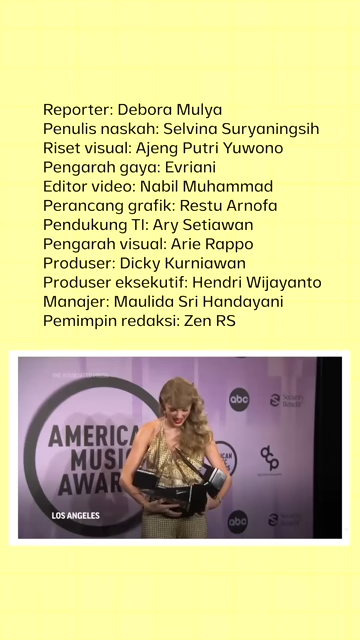 Reporter: Debora Mulya
Penulis naskah: Selvina Suryaningsih
Riset visual: Ajeng Putri Yuwono
Pengarah gaya: Evriani
Editor video: Nabil Muhammad
Perancang grafik: Restu Arnofa
Pendukung TI: Ary Setiawan
Pengarah visual: Arie Rappo
Produser: Dicky Kurniawan
Produser eksekutif: Hendri Wijayanto
Manajer: Maulida Sri Handayani
Pemimpin redaksi: Zen RS
abc
AMERICA
MUSIC
AWAR
abc
LOS ANGELES